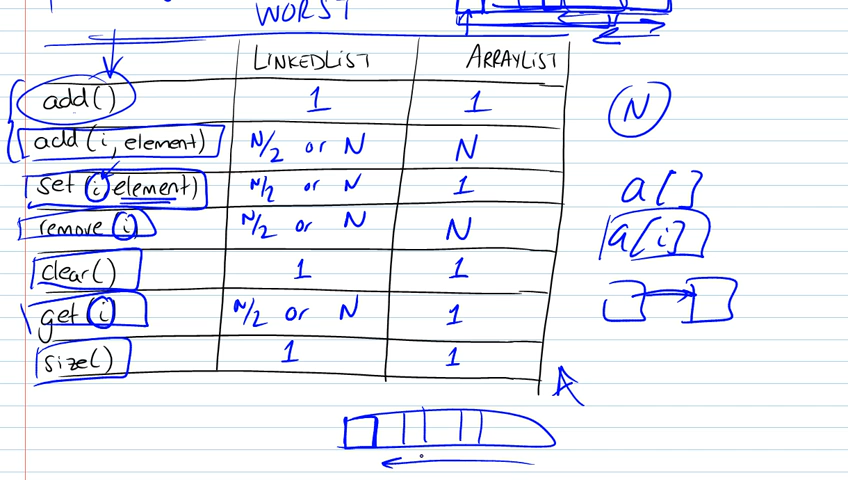 WORST
LINKEDLIST ARRAYLIST
add() 1 1
add(i, element) N/2 or N N
set i element) N/2 or N 1
remove i) N/2 or N N
clear() 1 1
get i) N/2 or N 1
size() 1 1
N
a[]
a[i]
A